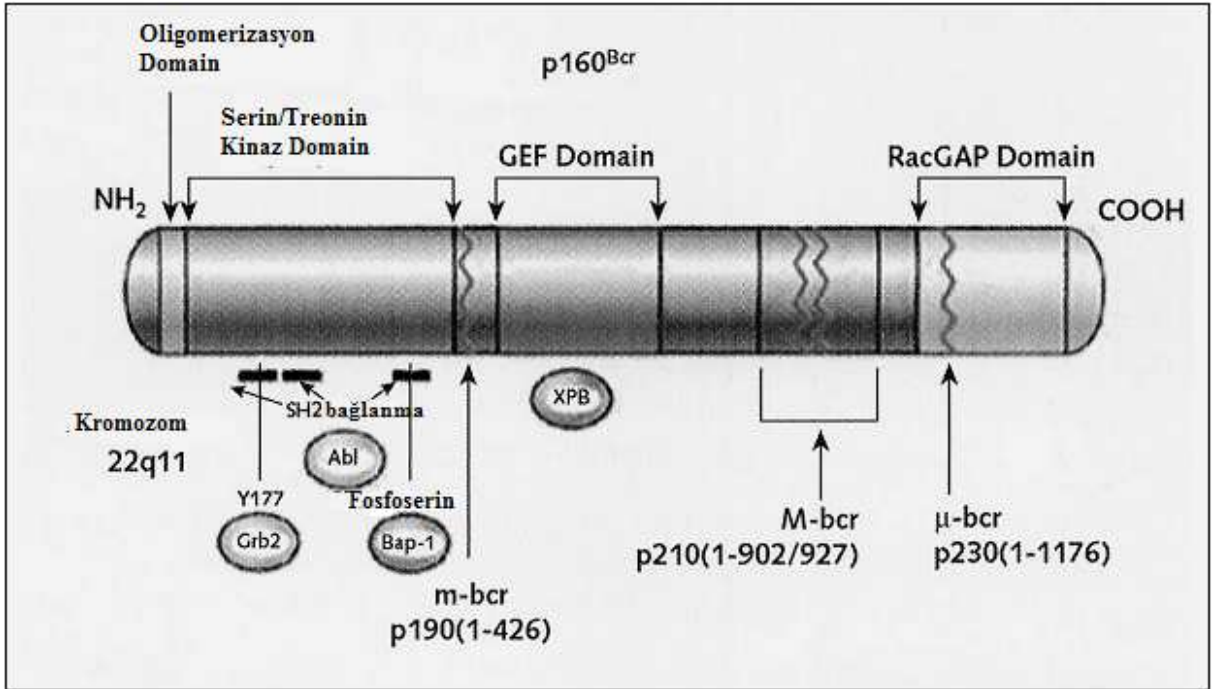 Oligomerizasyon
Domain
p160Bcr
Serin/Treonin
Kinaz Domain
GEF Domain
RacGAP Domain
NH2
COOH
SH2 bağlanma
XPB
Kromozom
22q11
Abl
Y177
Fosfoserin
Grb2
Bap-1
M-bcr
p210(1-902/927)
μ-bcr
p230(1-1176)
m-bcr
p190(1-426)